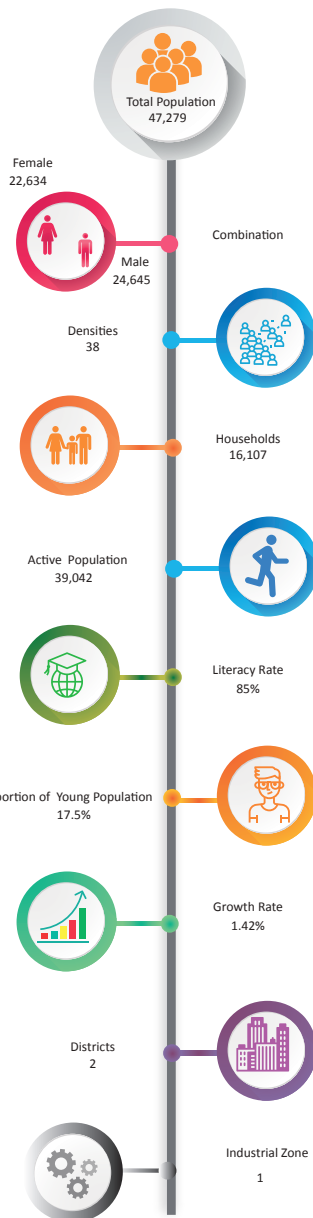 Total Population
47,279
Female
22,634
Male
24,645
Combination
Densities
38
Households
16,107
Active Population
39,042
Literacy Rate
85%
of Young Population
17.5%
Growth Rate
1.42%
Districts
2
Industrial Zone
1